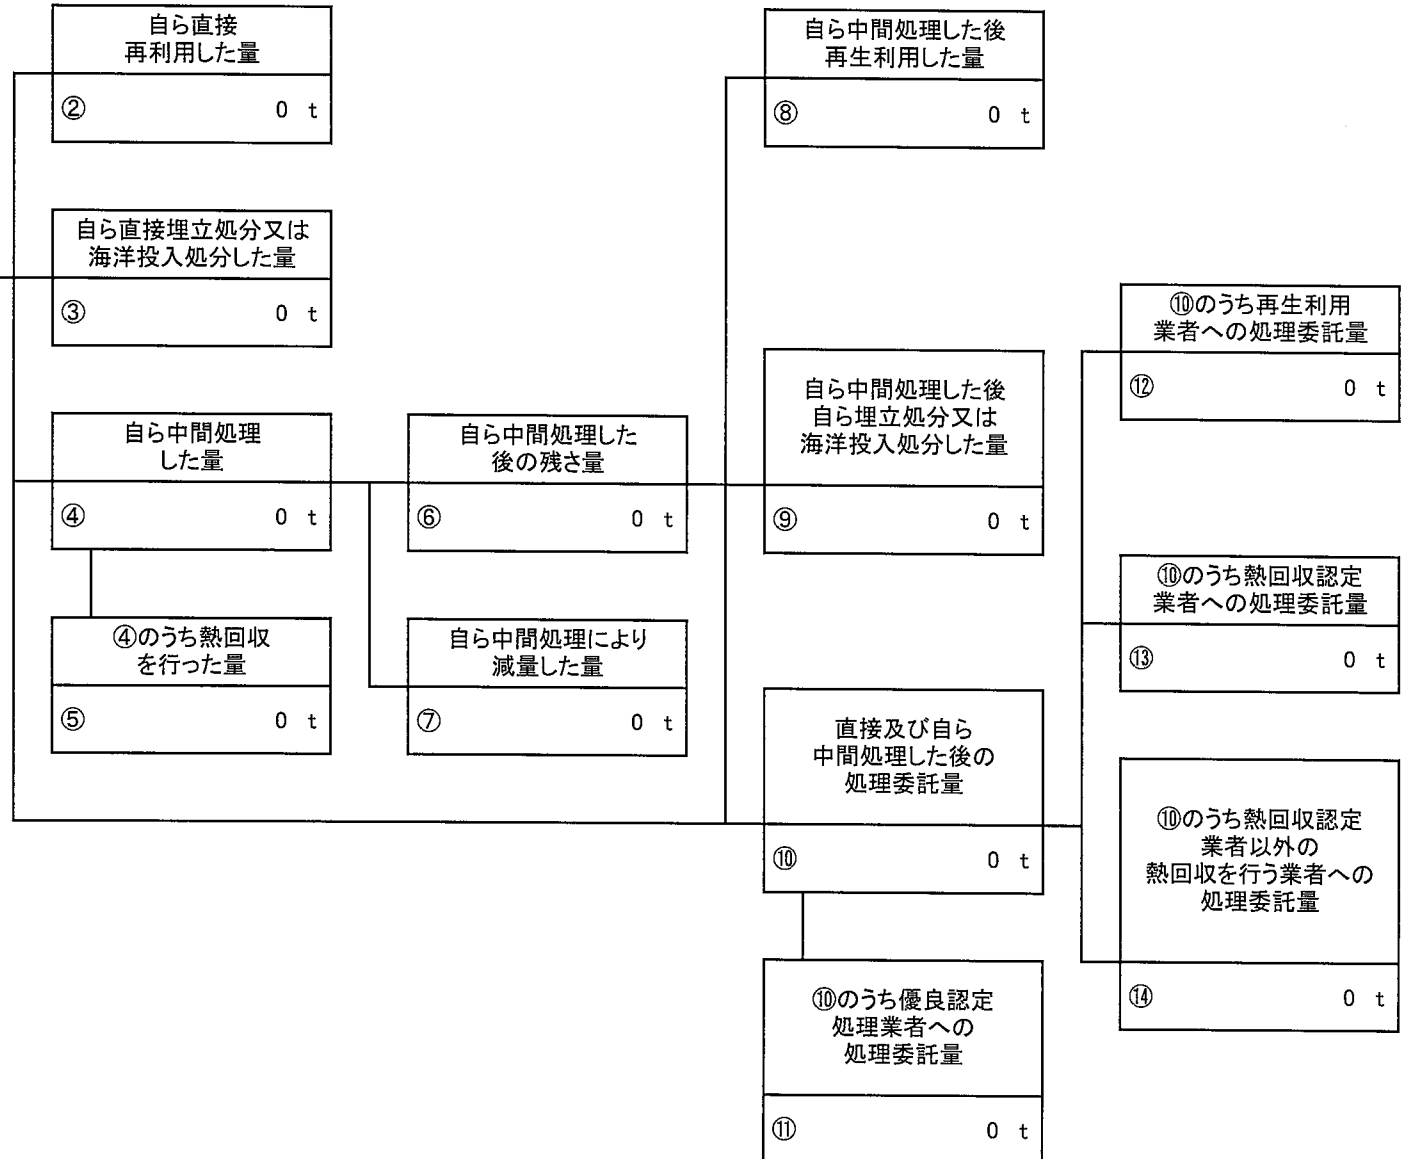 自ら直接
再利用した量
② 0 t
自ら直接埋立処分又は
海洋投入処分した量
③ 0 t
自ら中間処理
した量
④ 0 t
④のうち熱回収
を行った量
⑤ 0 t
自ら中間処理した
後の残さ量
⑥ 0 t
自ら中間処理により
減量した量
⑦ 0 t
自ら中間処理した後
再生利用した量
⑧ 0 t
自ら中間処理した後
自ら埋立処分又は
海洋投入処分した量
⑨ 0 t
直接及び自ら
中間処理した後の
処理委託量
⑩ 0 t
⑩のうち優良認定
処理業者への
処理委託量
⑪ 0 t
⑩のうち再生利用
業者への処理委託量
⑫ 0 t
⑩のうち熱回収認定
業者への処理委託量
⑬ 0 t
⑩のうち熱回収認定
業者以外の
熱回収を行う業者への
処理委託量
⑭ 0 t